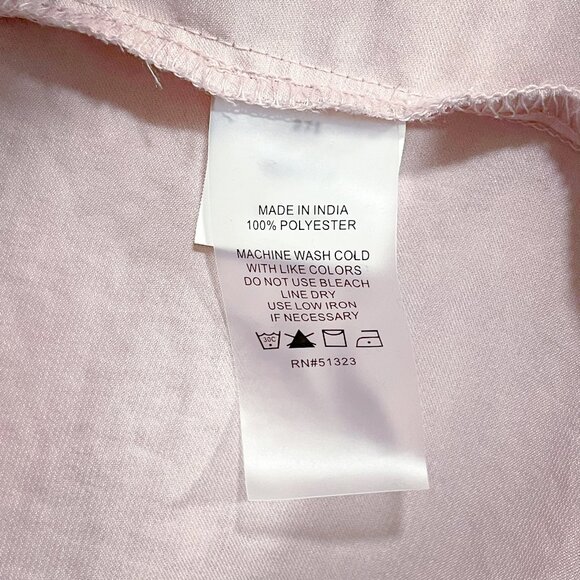 MADE IN INDIA
100% POLYESTER
MACHINE WASH COLD
WITH LIKE COLORS
DO NOT USE BLEACH
LINE DRY
USE LOW IRON
IF NECESSARY
30C
RN#51323